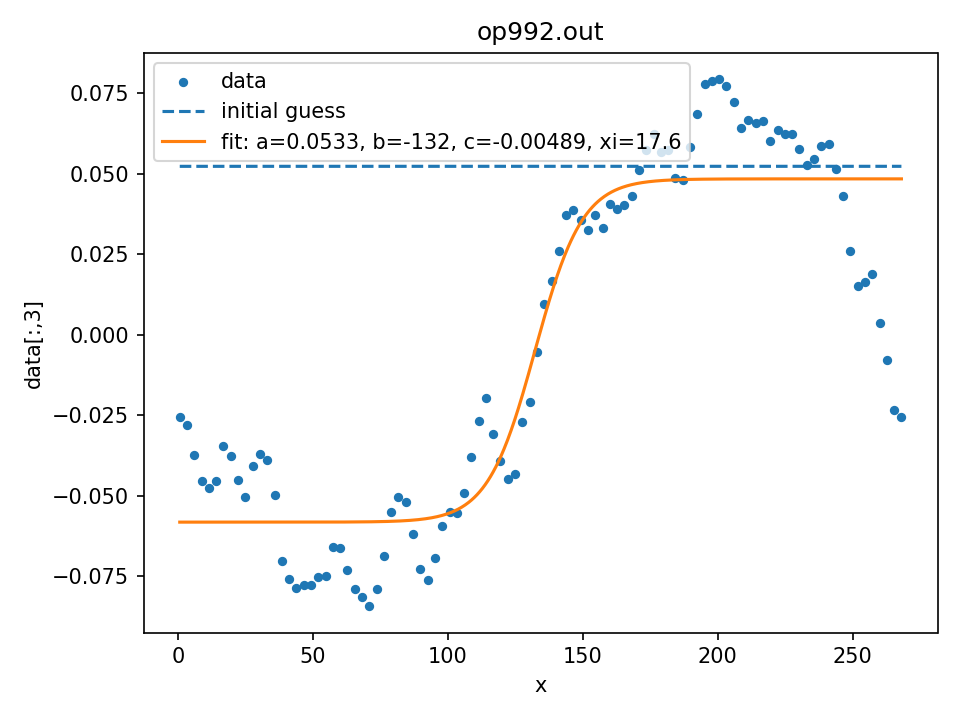 op992.out
data
initial guess
fit: a=0.0533, b=-132, c=-0.00489, xi=17.6
0.075
0.050
0.025
0.000
−0.025
−0.050
−0.075
data[:,3]
0 50 100 150 200 250
x